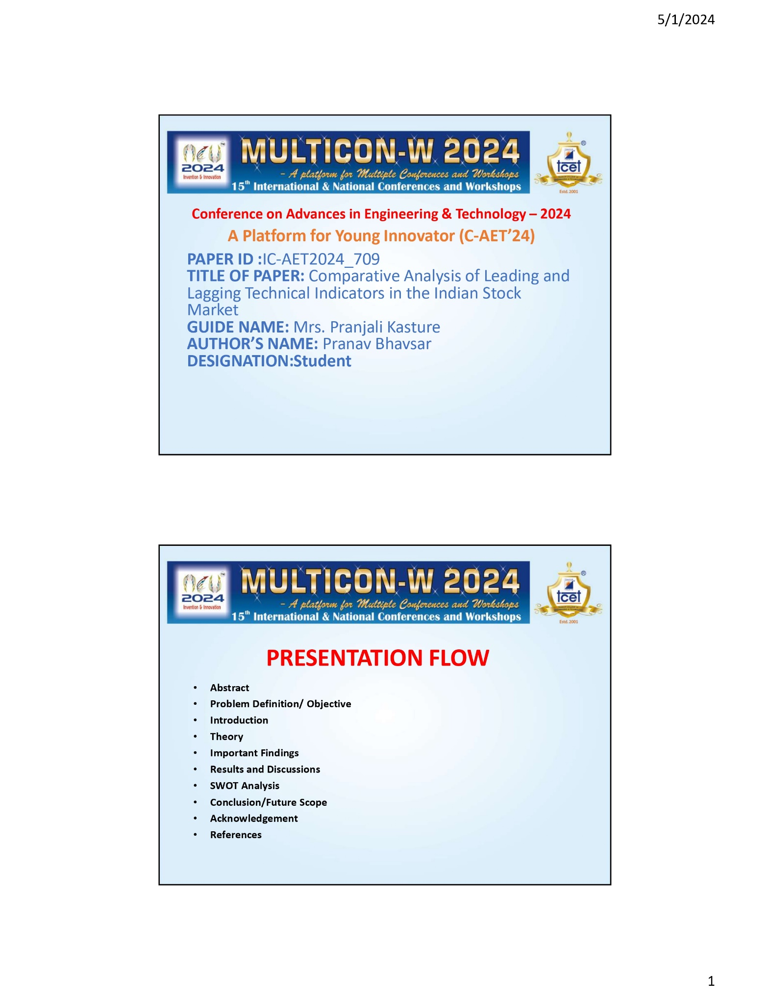 5/1/2024
MULTICON-W 2024
2024
Invention & Innovation
- A platform for Multiple Conferences and Workshops
15th International & National Conferences and Workshops
tcet
Estd. 2001
Conference on Advances in Engineering & Technology – 2024
A Platform for Young Innovator (C-AET’24)
PAPER ID :IC-AET2024_709
TITLE OF PAPER: Comparative Analysis of Leading and
Lagging Technical Indicators in the Indian Stock
Market
GUIDE NAME: Mrs. Pranjali Kasture
AUTHOR’S NAME: Pranav Bhavsar
DESIGNATION:Student
MULTICON-W 2024
2024
Invention & Innovation
- A platform for Multiple Conferences and Workshops
15th International & National Conferences and Workshops
tcet
Estd. 2001
PRESENTATION FLOW
• Abstract
• Problem Definition/ Objective
• Introduction
• Theory
• Important Findings
• Results and Discussions
• SWOT Analysis
• Conclusion/Future Scope
• Acknowledgement
• References
1